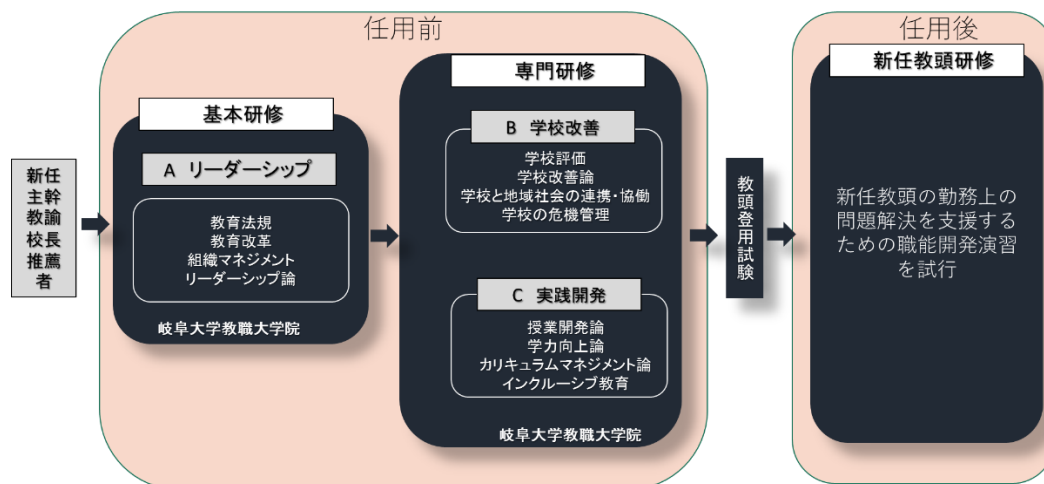 任用前
任用後
新任
主幹
教諭
校長
推薦
者
基本研修
A リーダーシップ
教育法規
教育改革
組織マネジメント
リーダーシップ論
岐阜大学教職大学院
専門研修
B 学校改善
学校評価
学校改善論
学校と地域社会の連携・協働
学校の危機管理
C 実践開発
授業開発論
学力向上論
カリキュラムマネジメント論
インクルーシブ教育
岐阜大学教職大学院
教頭登用試験
新任教頭研修
新任教頭の勤務上の
問題解決を支援する
ための職能開発演習
を試行